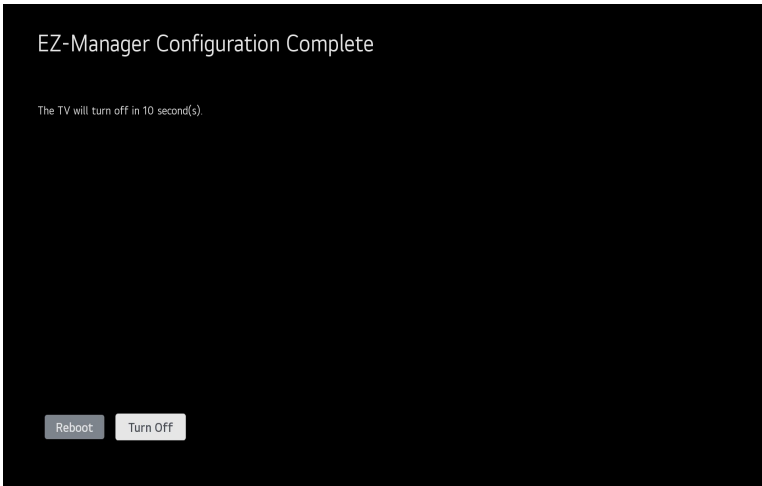 EZ-Manager Configuration Complete
The TV will turn off in 10 second(s).
Reboot
Turn Off